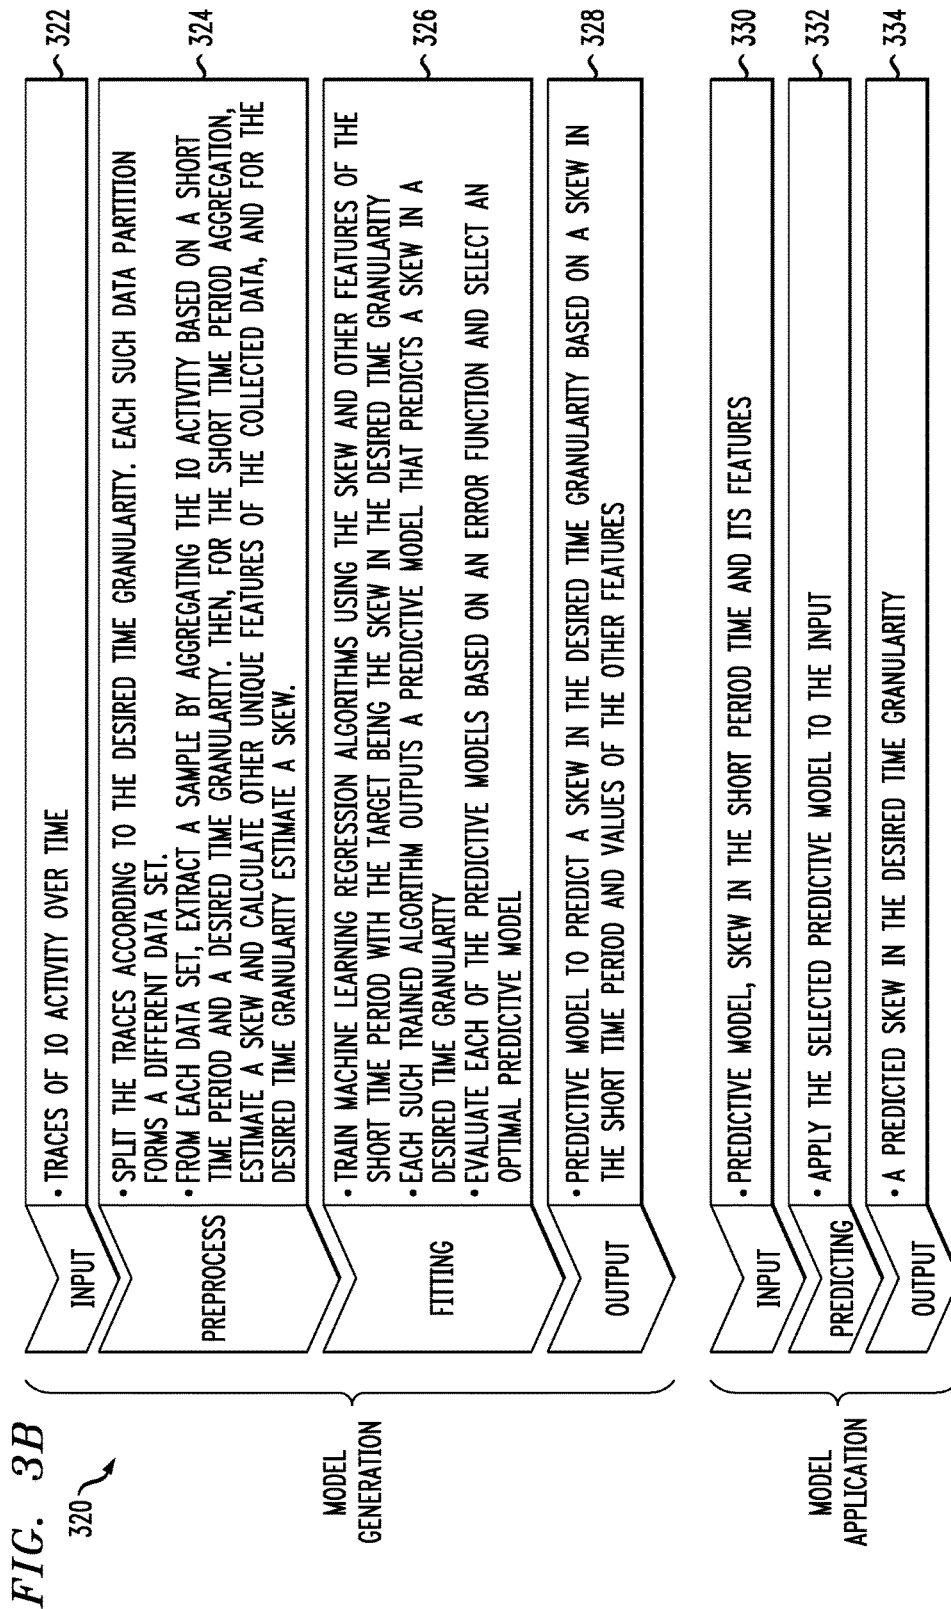 FIG. 3B
320
MODEL
GENERATION
INPUT
• TRACES OF IO ACTIVITY OVER TIME
322
PREPROCESS
• SPLIT THE TRACES ACCORDING TO THE DESIRED TIME GRANULARITY. EACH SUCH DATA PARTITION
FORMS A DIFFERENT DATA SET.
• FROM EACH DATA SET, EXTRACT A SAMPLE BY AGGREGATING THE IO ACTIVITY BASED ON A SHORT
TIME PERIOD AND A DESIRED TIME GRANULARITY. THEN, FOR THE SHORT TIME PERIOD AGGREGATION,
ESTIMATE A SKEW AND CALCULATE OTHER UNIQUE FEATURES OF THE COLLECTED DATA, AND FOR THE
DESIRED TIME GRANULARITY ESTIMATE A SKEW.
324
FITTING
• TRAIN MACHINE LEARNING REGRESSION ALGORITHMS USING THE SKEW AND OTHER FEATURES OF THE
SHORT TIME PERIOD WITH THE TARGET BEING THE SKEW IN THE DESIRED TIME GRANULARITY
• EACH SUCH TRAINED ALGORITHM OUTPUTS A PREDICTIVE MODEL THAT PREDICTS A SKEW IN A
DESIRED TIME GRANULARITY
• EVALUATE EACH OF THE PREDICTIVE MODELS BASED ON AN ERROR FUNCTION AND SELECT AN
OPTIMAL PREDICTIVE MODEL
326
OUTPUT
• PREDICTIVE MODEL TO PREDICT A SKEW IN THE DESIRED TIME GRANULARITY BASED ON A SKEW IN
THE SHORT TIME PERIOD AND VALUES OF THE OTHER FEATURES
328
MODEL
APPLICATION
INPUT
• PREDICTIVE MODEL, SKEW IN THE SHORT PERIOD TIME AND ITS FEATURES
330
PREDICTING
• APPLY THE SELECTED PREDICTIVE MODEL TO THE INPUT
332
OUTPUT
• A PREDICTED SKEW IN THE DESIRED TIME GRANULARITY
334